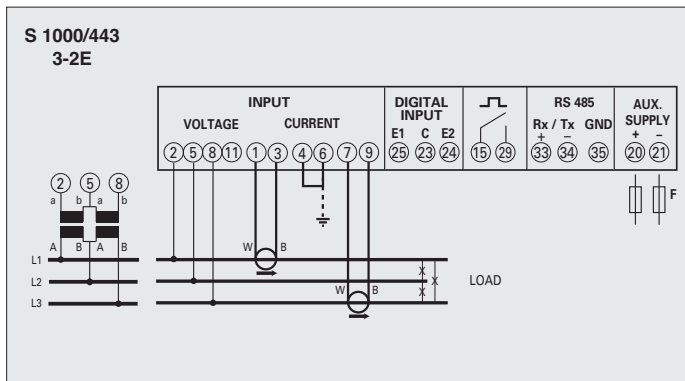 S 1000/443
3-2E
INPUT
VOLTAGE CURRENT
DIGITAL
INPUT
E1 C E2
RS 485
Rx / Tx GND
+ –
AUX.
SUPPLY
+ –
2 5 8 11 1 3 4 6 7 9 25 23 24 15 29 33 34 35 20 21
F
2 5 8
a b a b
A B A B
W B
W B
L1
L2
L3
X
X X
X
LOAD